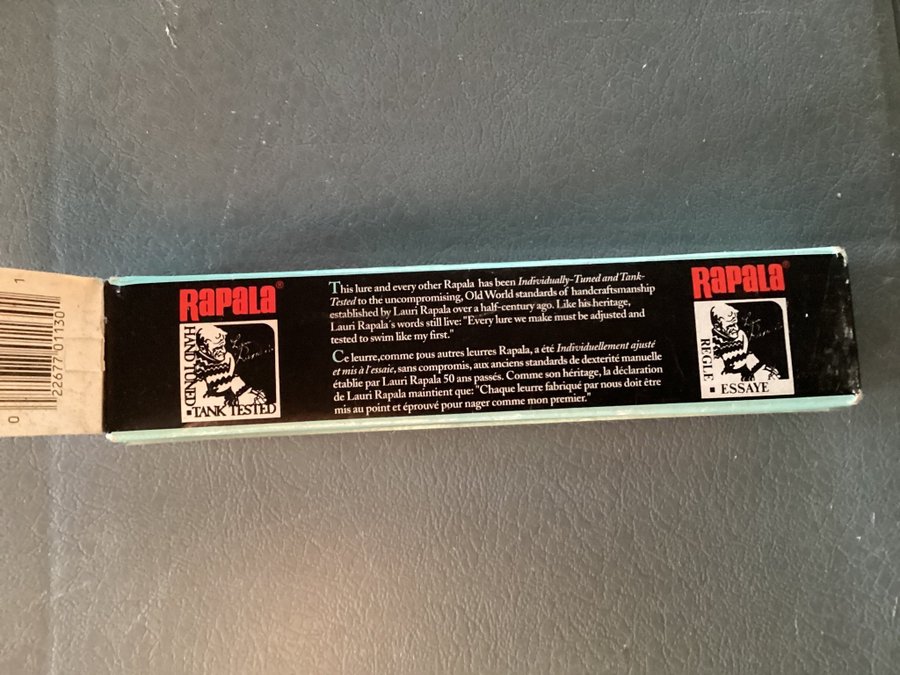 RAPALA®
HAND TUNED ▪ TANK TESTED
This lure and every other Rapala has been Individually-Tuned and Tank-
Tested to the uncompromising, Old World standards of handcraftsmanship
established by Lauri Rapala over a half-century ago. Like his heritage,
Lauri Rapala's words still live: "Every lure we make must be adjusted and
tested to swim like my first."
Ce leurre,comme tous autres leurres Rapala, a été Individuellement ajusté
et mis à l'essaie, sans compromis, aux anciens standards de dexterité manuelle
établie par Lauri Rapala 50 ans passés. Comme son héritage, la déclaration
de Lauri Rapala maintient que: "Chaque leurre fabriqué par nous doit être
mis au point et éprouvé pour nager comme mon premier."
RAPALA®
REGLE ▪ ESSAYE
0 22677 01130 1